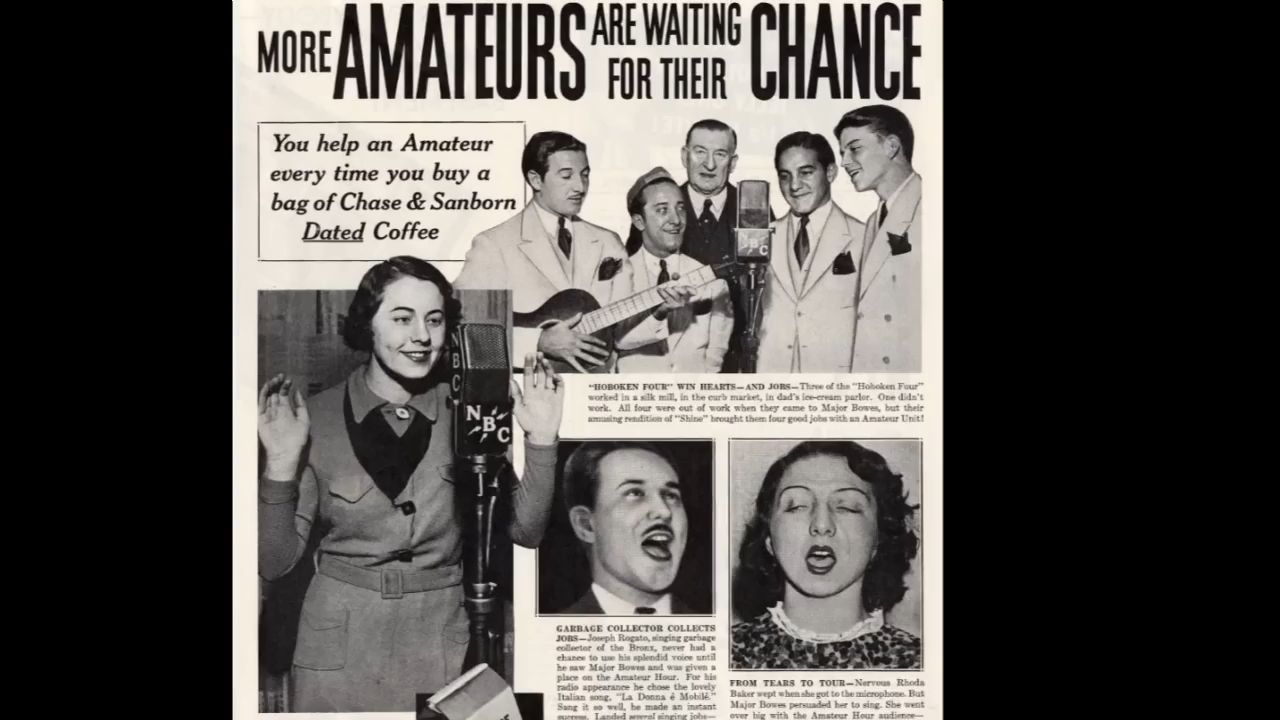 MORE AMATEURS ARE WAITING FOR THEIR CHANCE
You help an Amateur
every time you buy a
bag of Chase & Sanborn
Dated Coffee
NBC
NBC
NBC
"HOBOKEN FOUR" WIN HEARTS—AND JOBS—Three of the "Hoboken Four"
worked in a silk mill, in the curb market, in dad's ice-cream parlor. One didn't
work. All four were out of work when they came to Major Bowes, but their
amusing rendition of "Shine" brought them four good jobs with an Amateur Unit!
GARBAGE COLLECTOR COLLECTS
JOBS—Joseph Rogato, singing garbage
collector of the Bronx, never had a
chance to use his splendid voice until
he saw Major Bowes and was given a
place on the Amateur Hour. For his
radio appearance he chose the lovely
Italian song, "La Donna é Mobilé."
Sang it so well, he made an instant
success. Landed several singing jobs—
FROM TEARS TO TOUR—Nervous Rhoda
Baker wept when she got to the microphone. But
Major Bowes persuaded her to sing. She went
over big with the Amateur Hour audience—